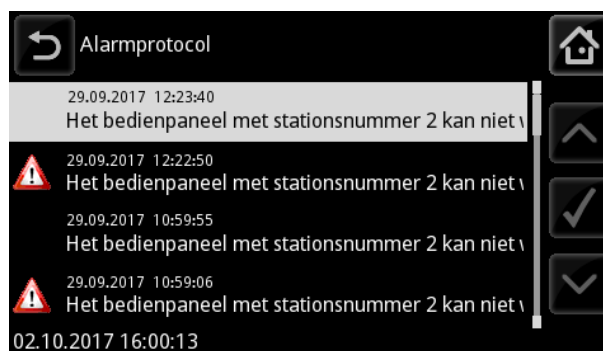 Alarmprotocol
29.09.2017 12:23:40
Het bedienpaneel met stationsnummer 2 kan niet
29.09.2017 12:22:50
Het bedienpaneel met stationsnummer 2 kan niet
29.09.2017 10:59:55
Het bedienpaneel met stationsnummer 2 kan niet
29.09.2017 10:59:06
Het bedienpaneel met stationsnummer 2 kan niet
02.10.2017 16:00:13